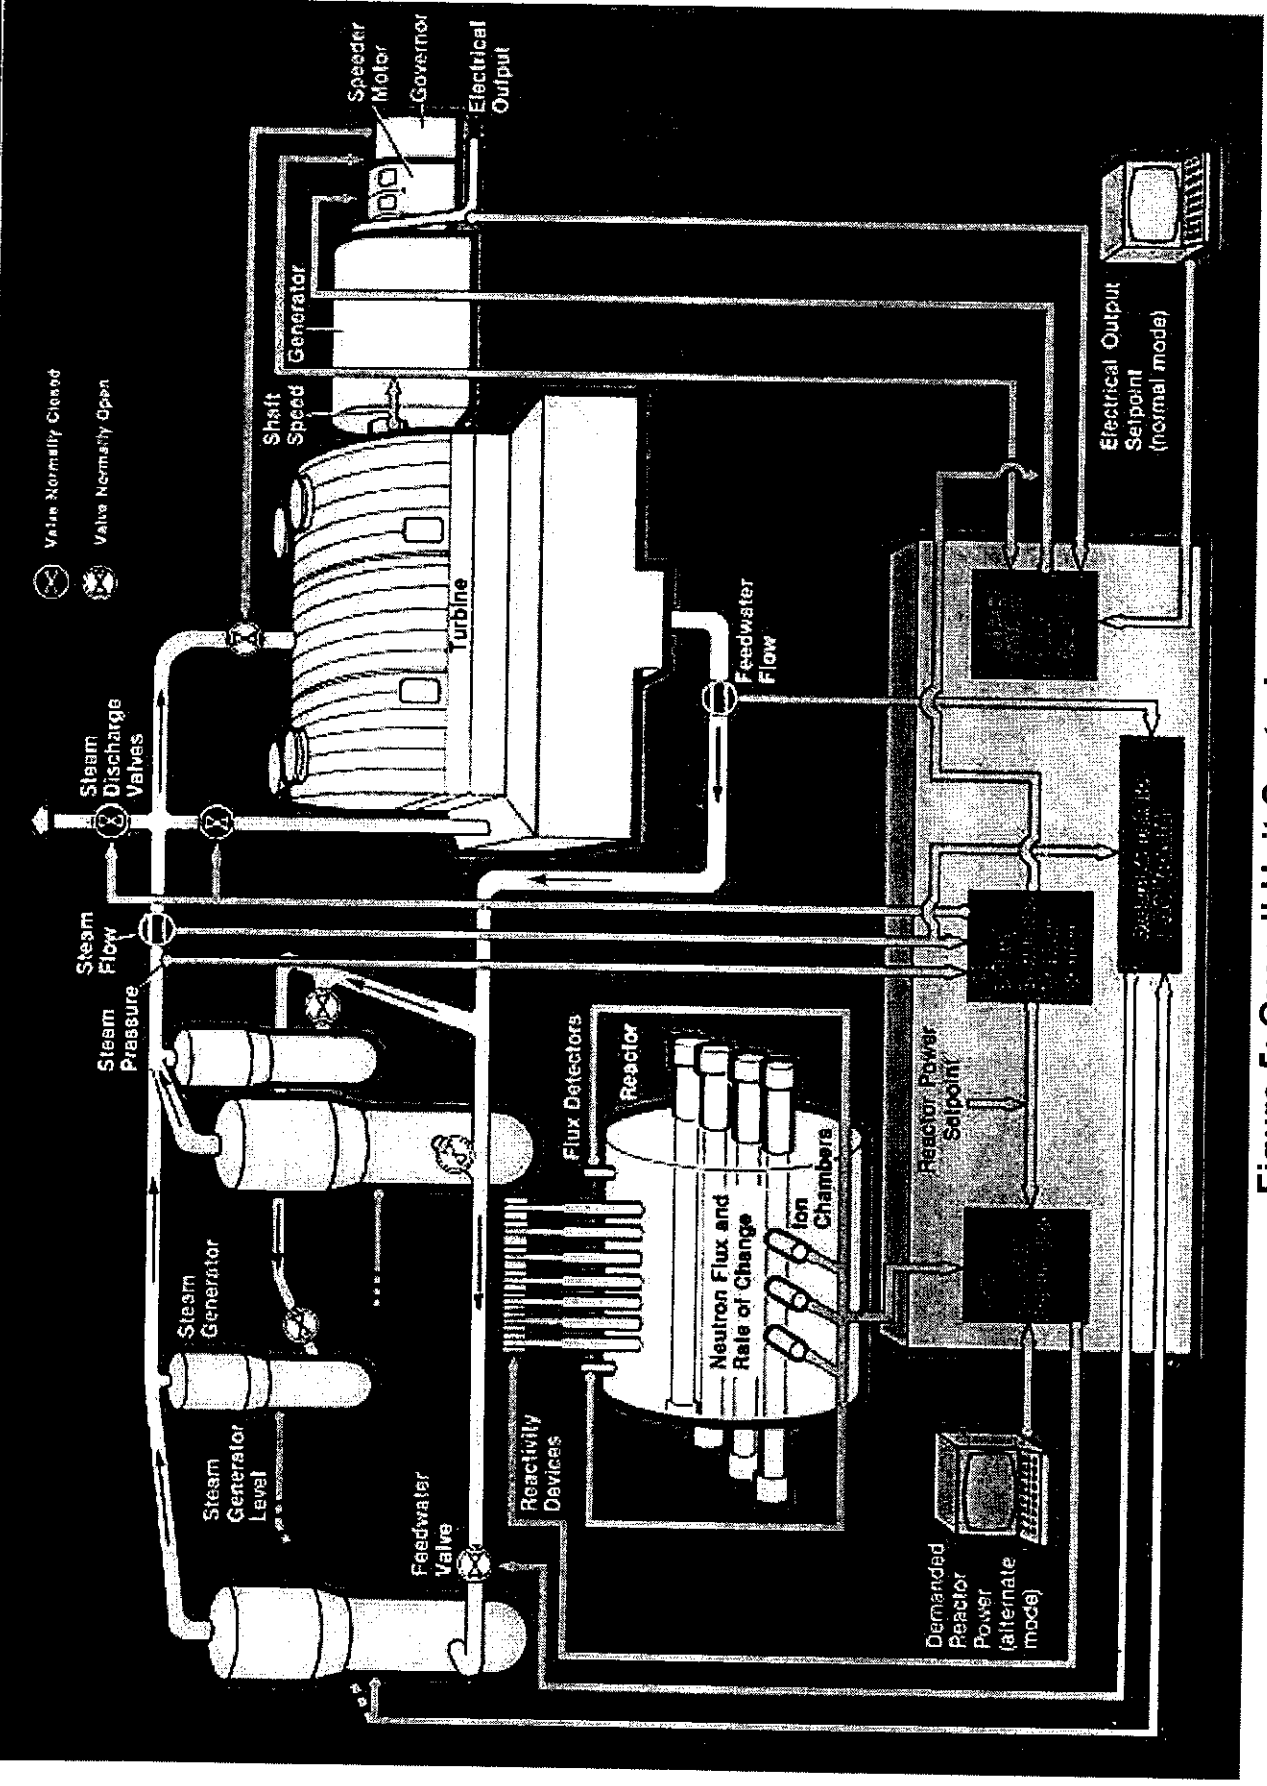 Valve Normally Closed
Valve Normally Open
Steam
Discharge
Valves
Steam
Flow
Steam
Pressure
Steam
Generator
Steam
Generator
Level
Feedwater
Valve
Speeder
Motor
Governor
Electrical
Output
Generator
Shaft
Speed
Turbine
Feedwater
Flow
Flux Detectors
Reactor
Neutron Flux and
Rate of Change
Ion
Chambers
Reactivity
Devices
Reactor Power
Setpoint
Electrical Output
Setpoint
(normal mode)
Demanded
Reactor
Power
(alternate
mode)